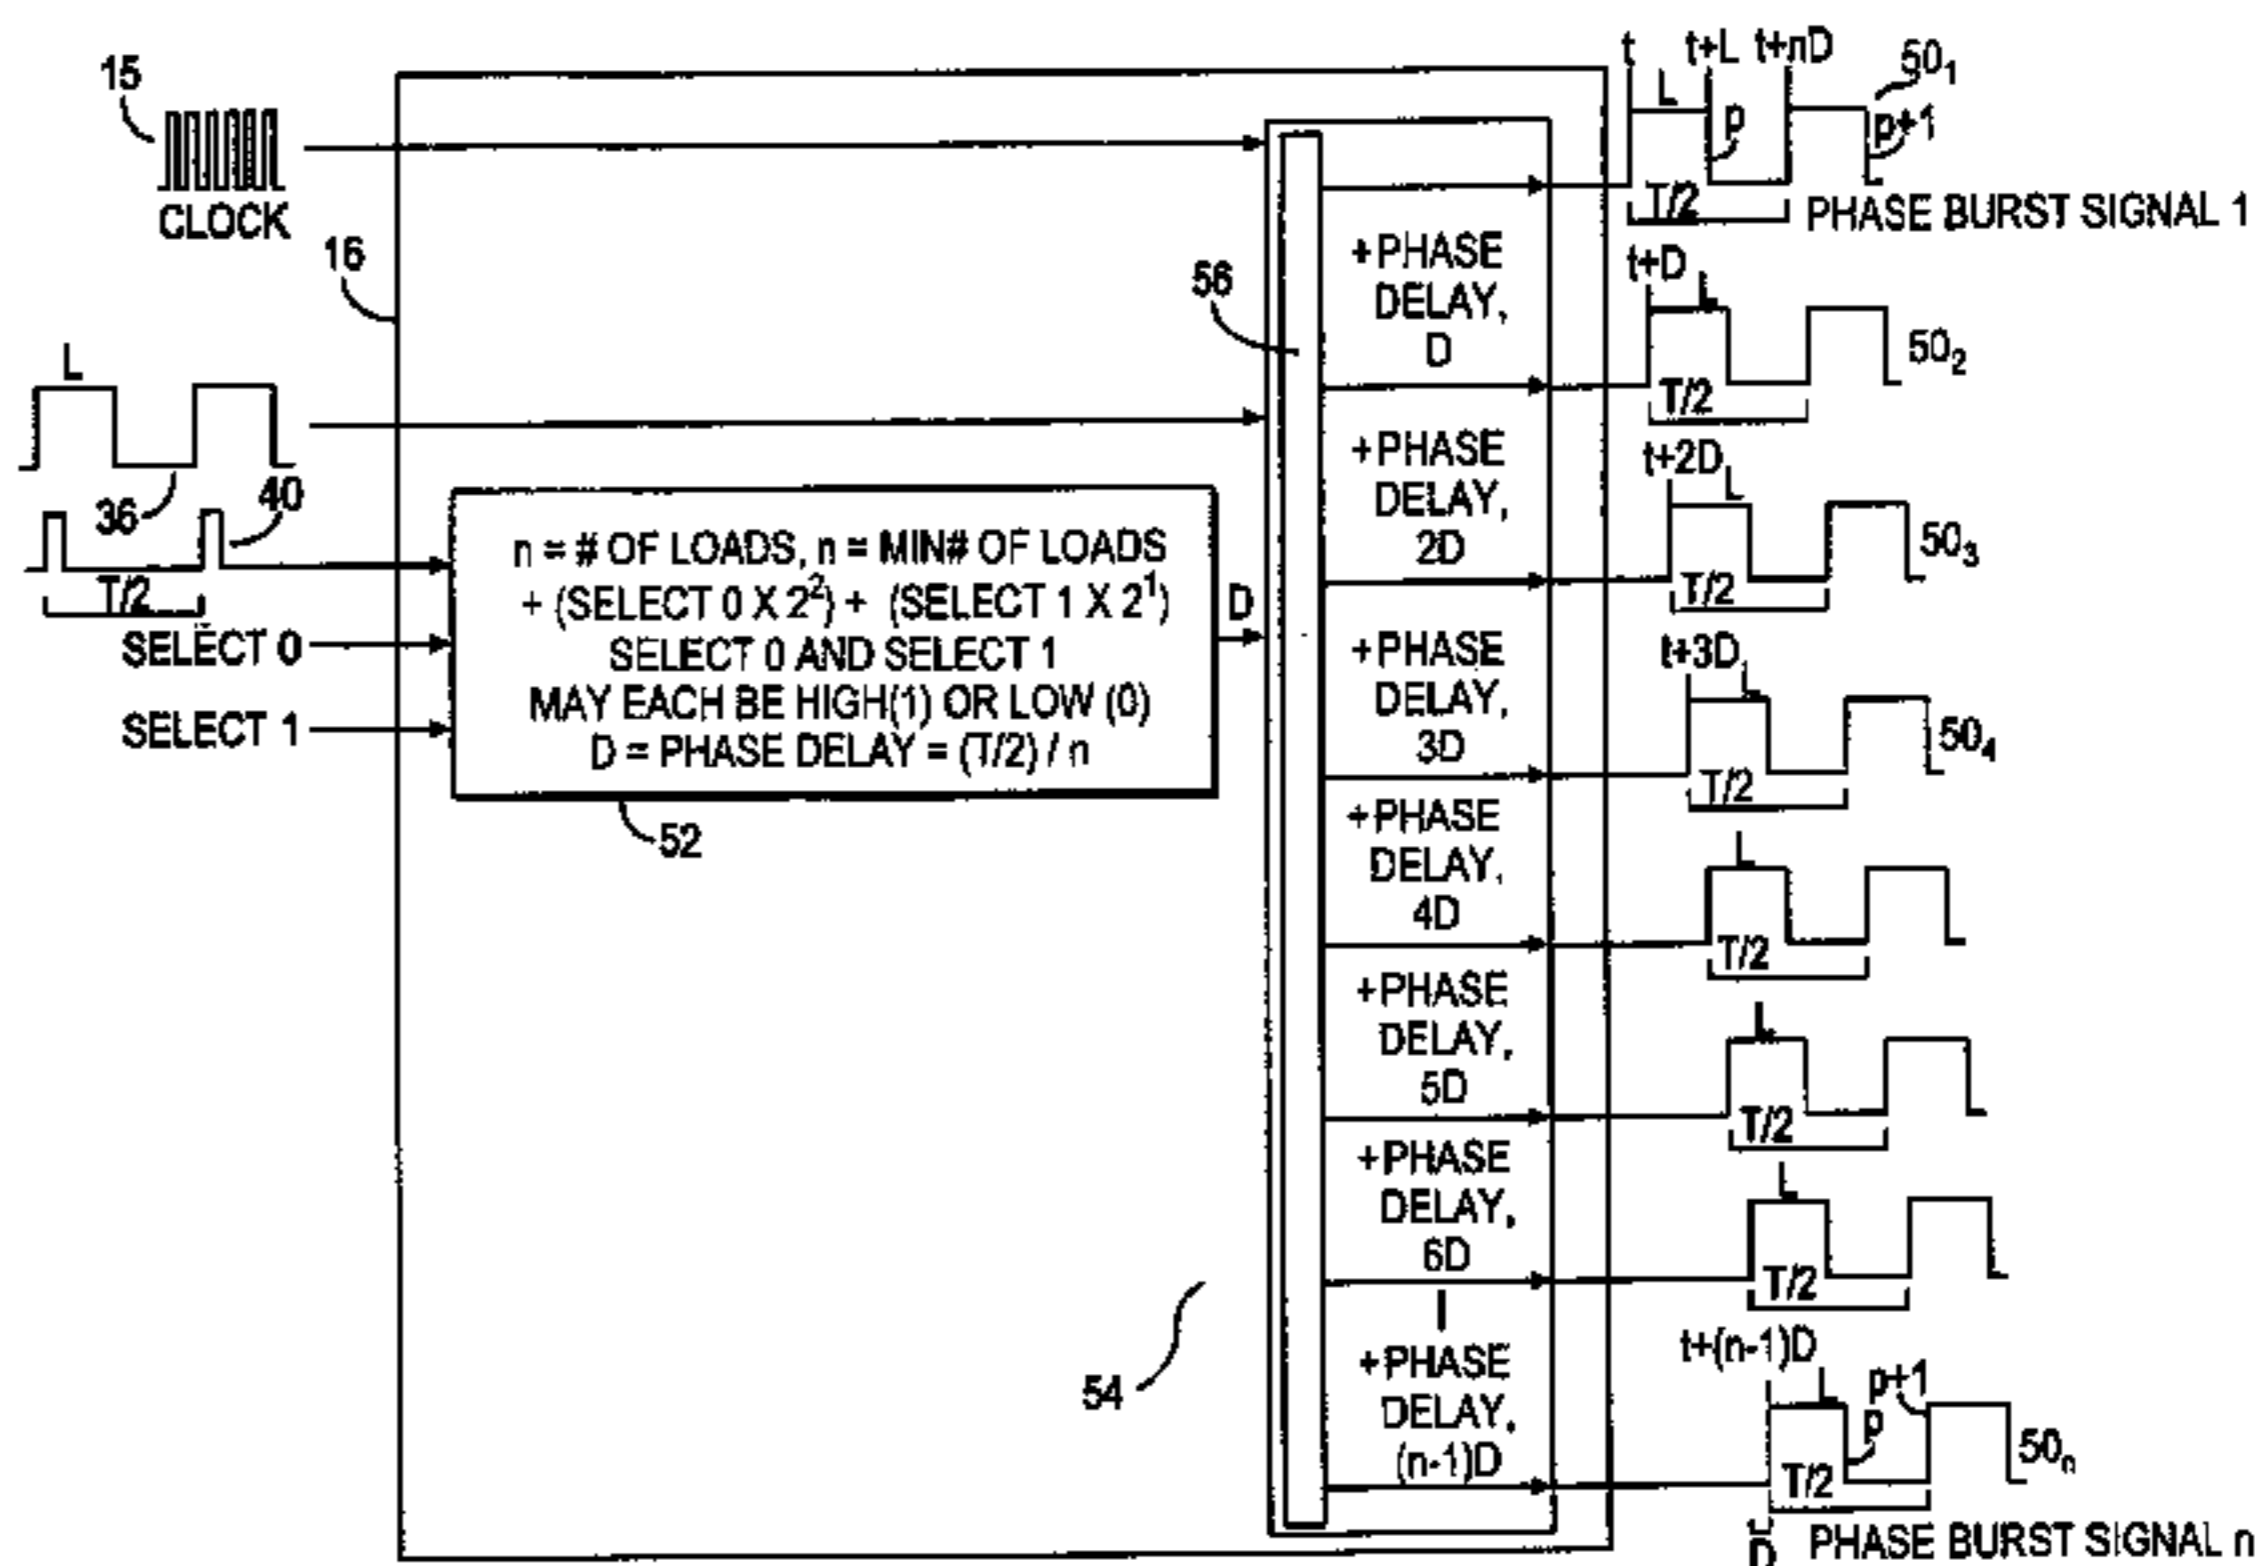 15
CLOCK
16
L
36
40
T/2
SELECT 0
SELECT 1
n = # OF LOADS, n = MIN# OF LOADS
+ (SELECT 0 X 2²) + (SELECT 1 X 2¹)
SELECT 0 AND SELECT 1
MAY EACH BE HIGH(1) OR LOW (0)
D = PHASE DELAY = (T/2) / n
52
D
56
54
+PHASE
DELAY,
D
+PHASE
DELAY,
2D
+PHASE
DELAY,
3D
+PHASE
DELAY,
4D
+PHASE
DELAY,
5D
+PHASE
DELAY,
6D
+PHASE
DELAY,
(n-1)D
t t+L t+nD 50₁
L p p+1
T/2 PHASE BURST SIGNAL 1
t+D
L
T/2 50₂
t+2D L
T/2 50₃
t+3D L
T/2 50₄
L
T/2
L
T/2
L
T/2
t+(n-1)D
L p p+1
T/2 50ₙ
D PHASE BURST SIGNAL n